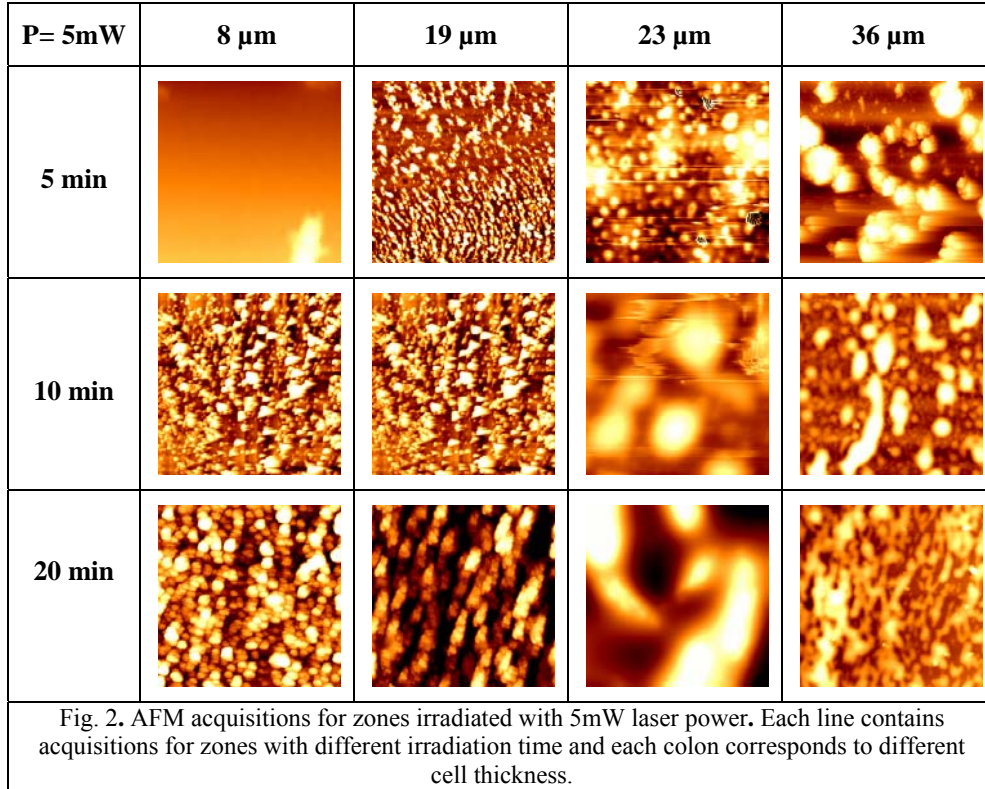 P= 5mW 8 µm 19 µm 23 µm 36 µm
5 min
10 min
20 min
Fig. 2. AFM acquisitions for zones irradiated with 5mW laser power. Each line contains
acquisitions for zones with different irradiation time and each colon corresponds to different
cell thickness.